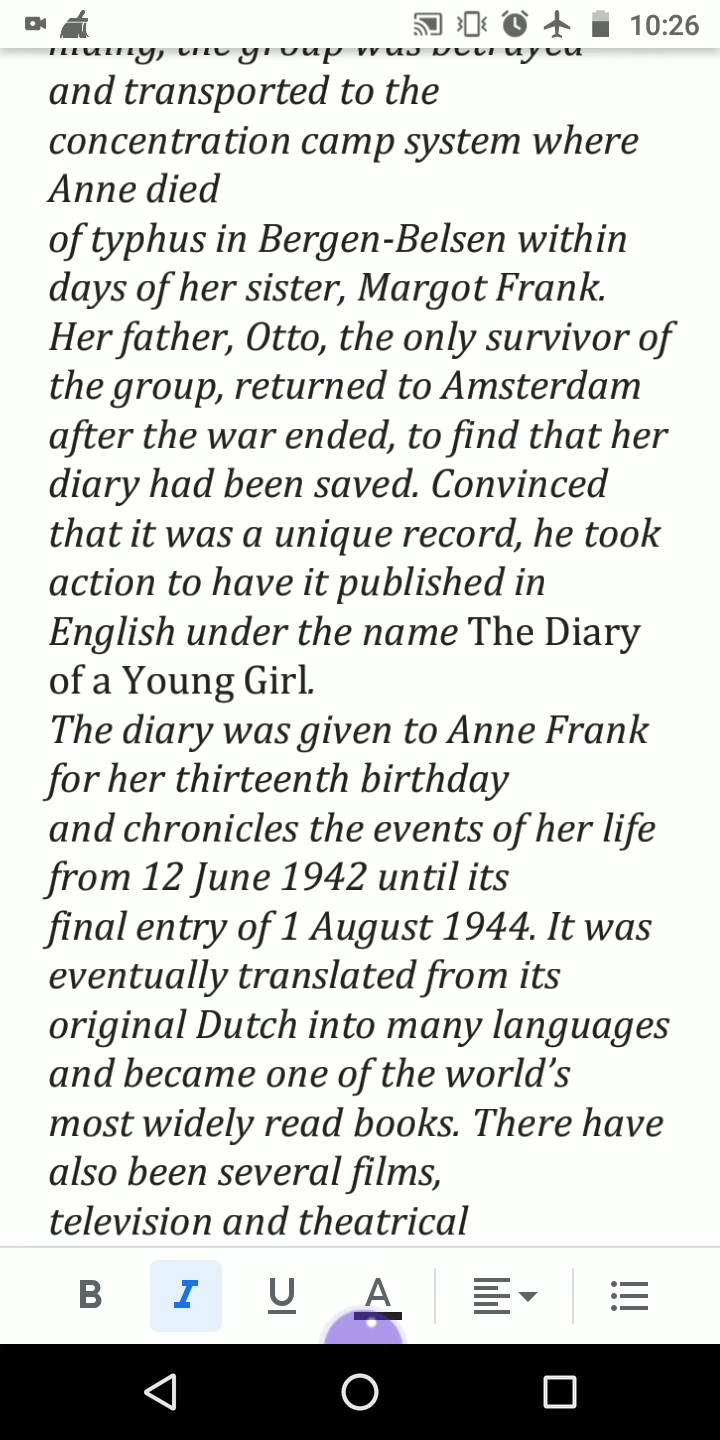 10:26
hiding, the group was betrayed
and transported to the
concentration camp system where
Anne died
of typhus in Bergen-Belsen within
days of her sister, Margot Frank.
Her father, Otto, the only survivor of
the group, returned to Amsterdam
after the war ended, to find that her
diary had been saved. Convinced
that it was a unique record, he took
action to have it published in
English under the name The Diary
of a Young Girl.
The diary was given to Anne Frank
for her thirteenth birthday
and chronicles the events of her life
from 12 June 1942 until its
final entry of 1 August 1944. It was
eventually translated from its
original Dutch into many languages
and became one of the world’s
most widely read books. There have
also been several films,
television and theatrical
B I U A